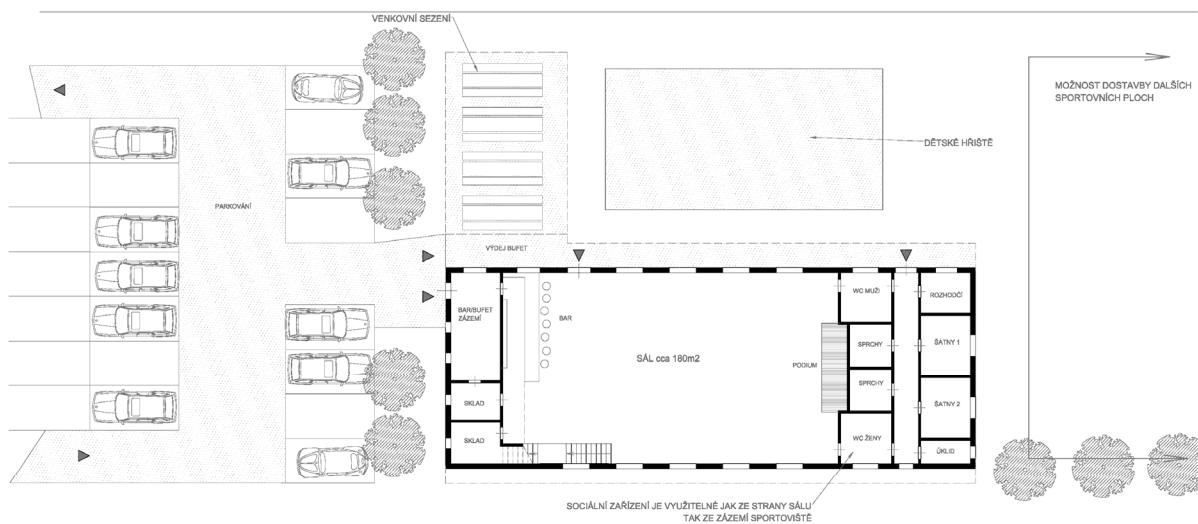 VENKOVNÍ SEZENÍ
MOŽNOST DOSTAVBY DALŠÍCH
SPORTOVNÍCH PLOCH
DĚTSKÉ HŘIŠTĚ
PARKOVÁNÍ
VÝDEJ BUFET
BAR/BUFET
ZÁZEMÍ
BAR
SÁL cca 180m2
PODIUM
WC MUŽI
SPRCHY
SPRCHY
WC ŽENY
ROZHODČÍ
ŠATNY 1
ŠATNY 2
ÚKLID
SKLAD
SKLAD
SOCIÁLNÍ ZAŘÍZENÍ JE VYUŽITELNÉ JAK ZE STRANY SÁLU
TAK ZE ZÁZEMÍ SPORTOVIŠTĚ